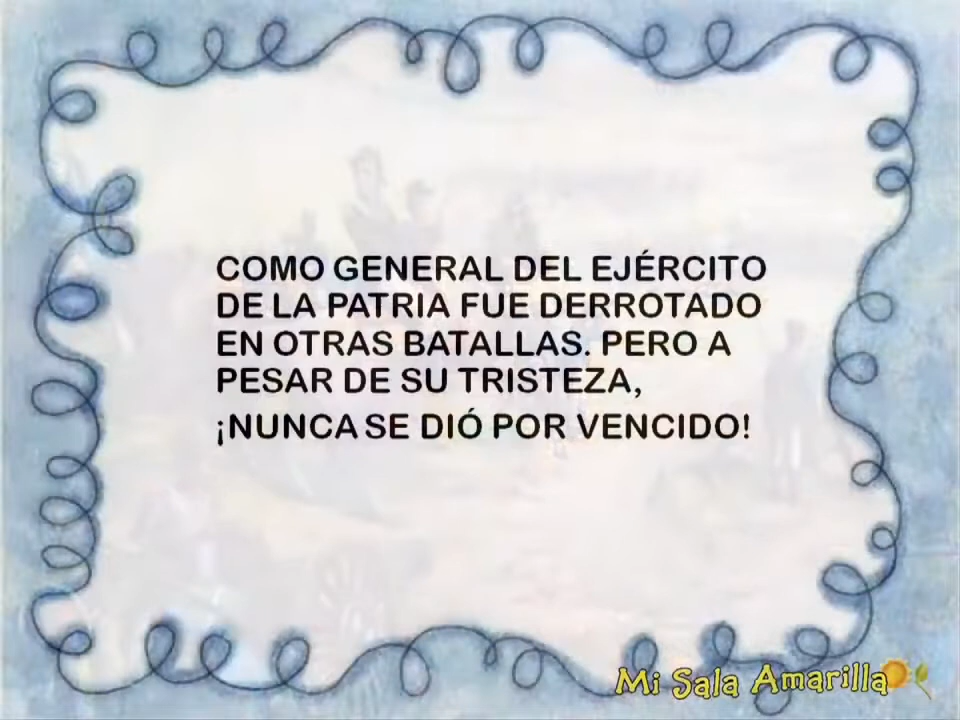 COMO GENERAL DEL EJÉRCITO
DE LA PATRIA FUE DERROTADO
EN OTRAS BATALLAS. PERO A
PESAR DE SU TRISTEZA,
¡NUNCA SE DIÓ POR VENCIDO!
Mi Sala Amarilla